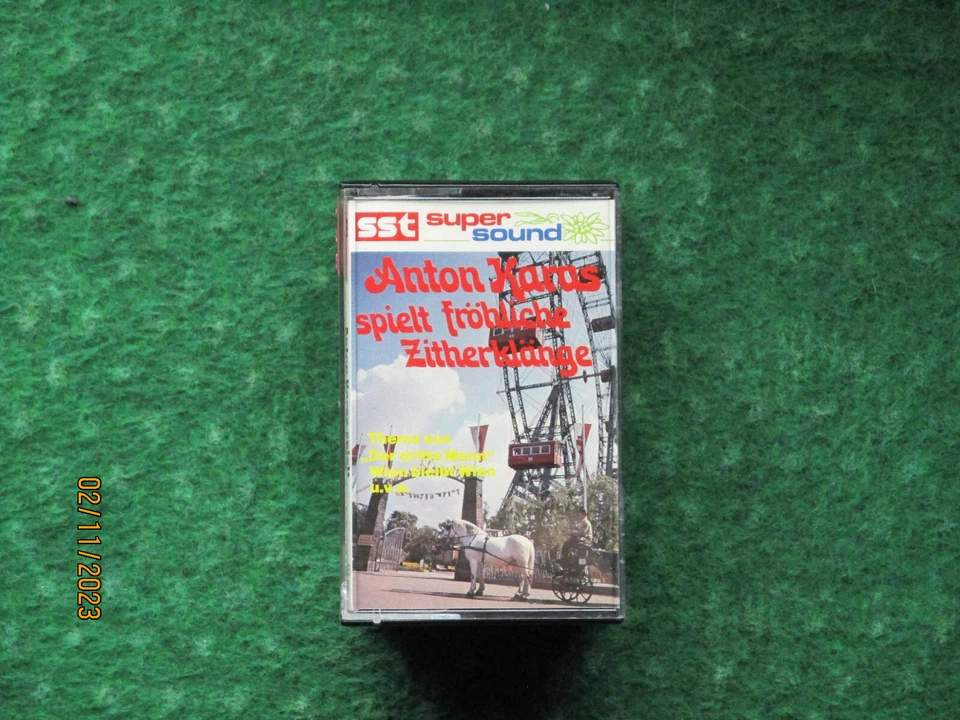 sst super
sound
Anton Karas
spielt fröhliche
Zitherklänge
Thema aus
„Der dritte Mann“
Wien bleibt Wien
u.v.a.
02/11/2023